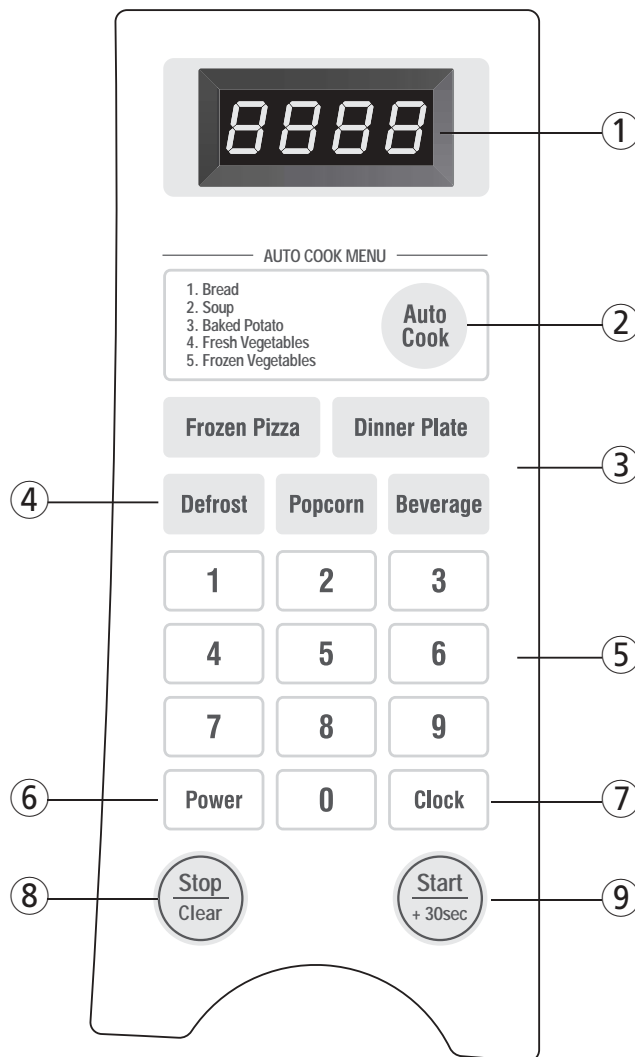 8888
①
AUTO COOK MENU
1. Bread
2. Soup
3. Baked Potato
4. Fresh Vegetables
5. Frozen Vegetables
Auto
Cook
②
Frozen Pizza
Dinner Plate
③
④
Defrost
Popcorn
Beverage
1
2
3
4
5
6
⑤
7
8
9
⑥
Power
0
Clock
⑦
⑧
Stop
Clear
Start
+ 30sec
⑨